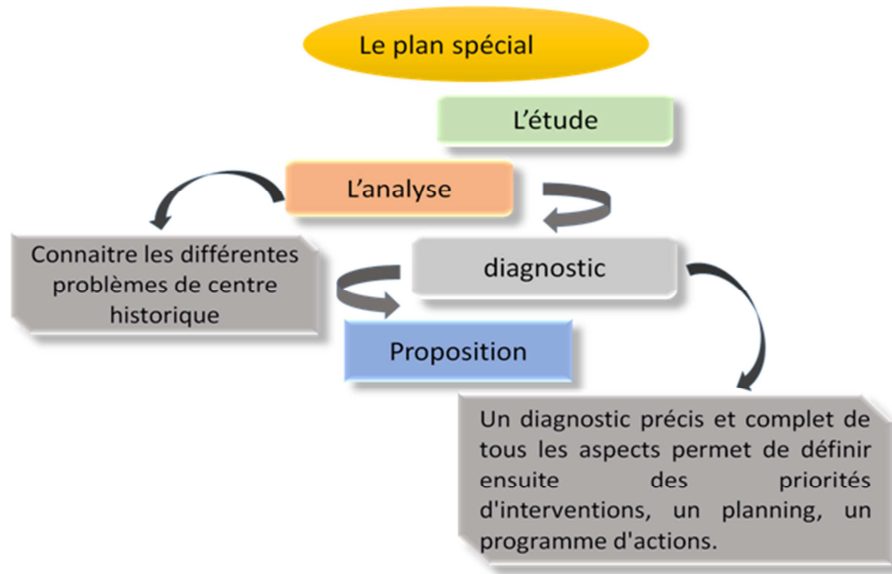 Le plan spécial
L'étude
L'analyse
Connaitre les différentes
problèmes de centre
historique
diagnostic
Proposition
Un diagnostic précis et complet de
tous les aspects permet de définir
ensuite des priorités
d'interventions, un planning, un
programme d'actions.